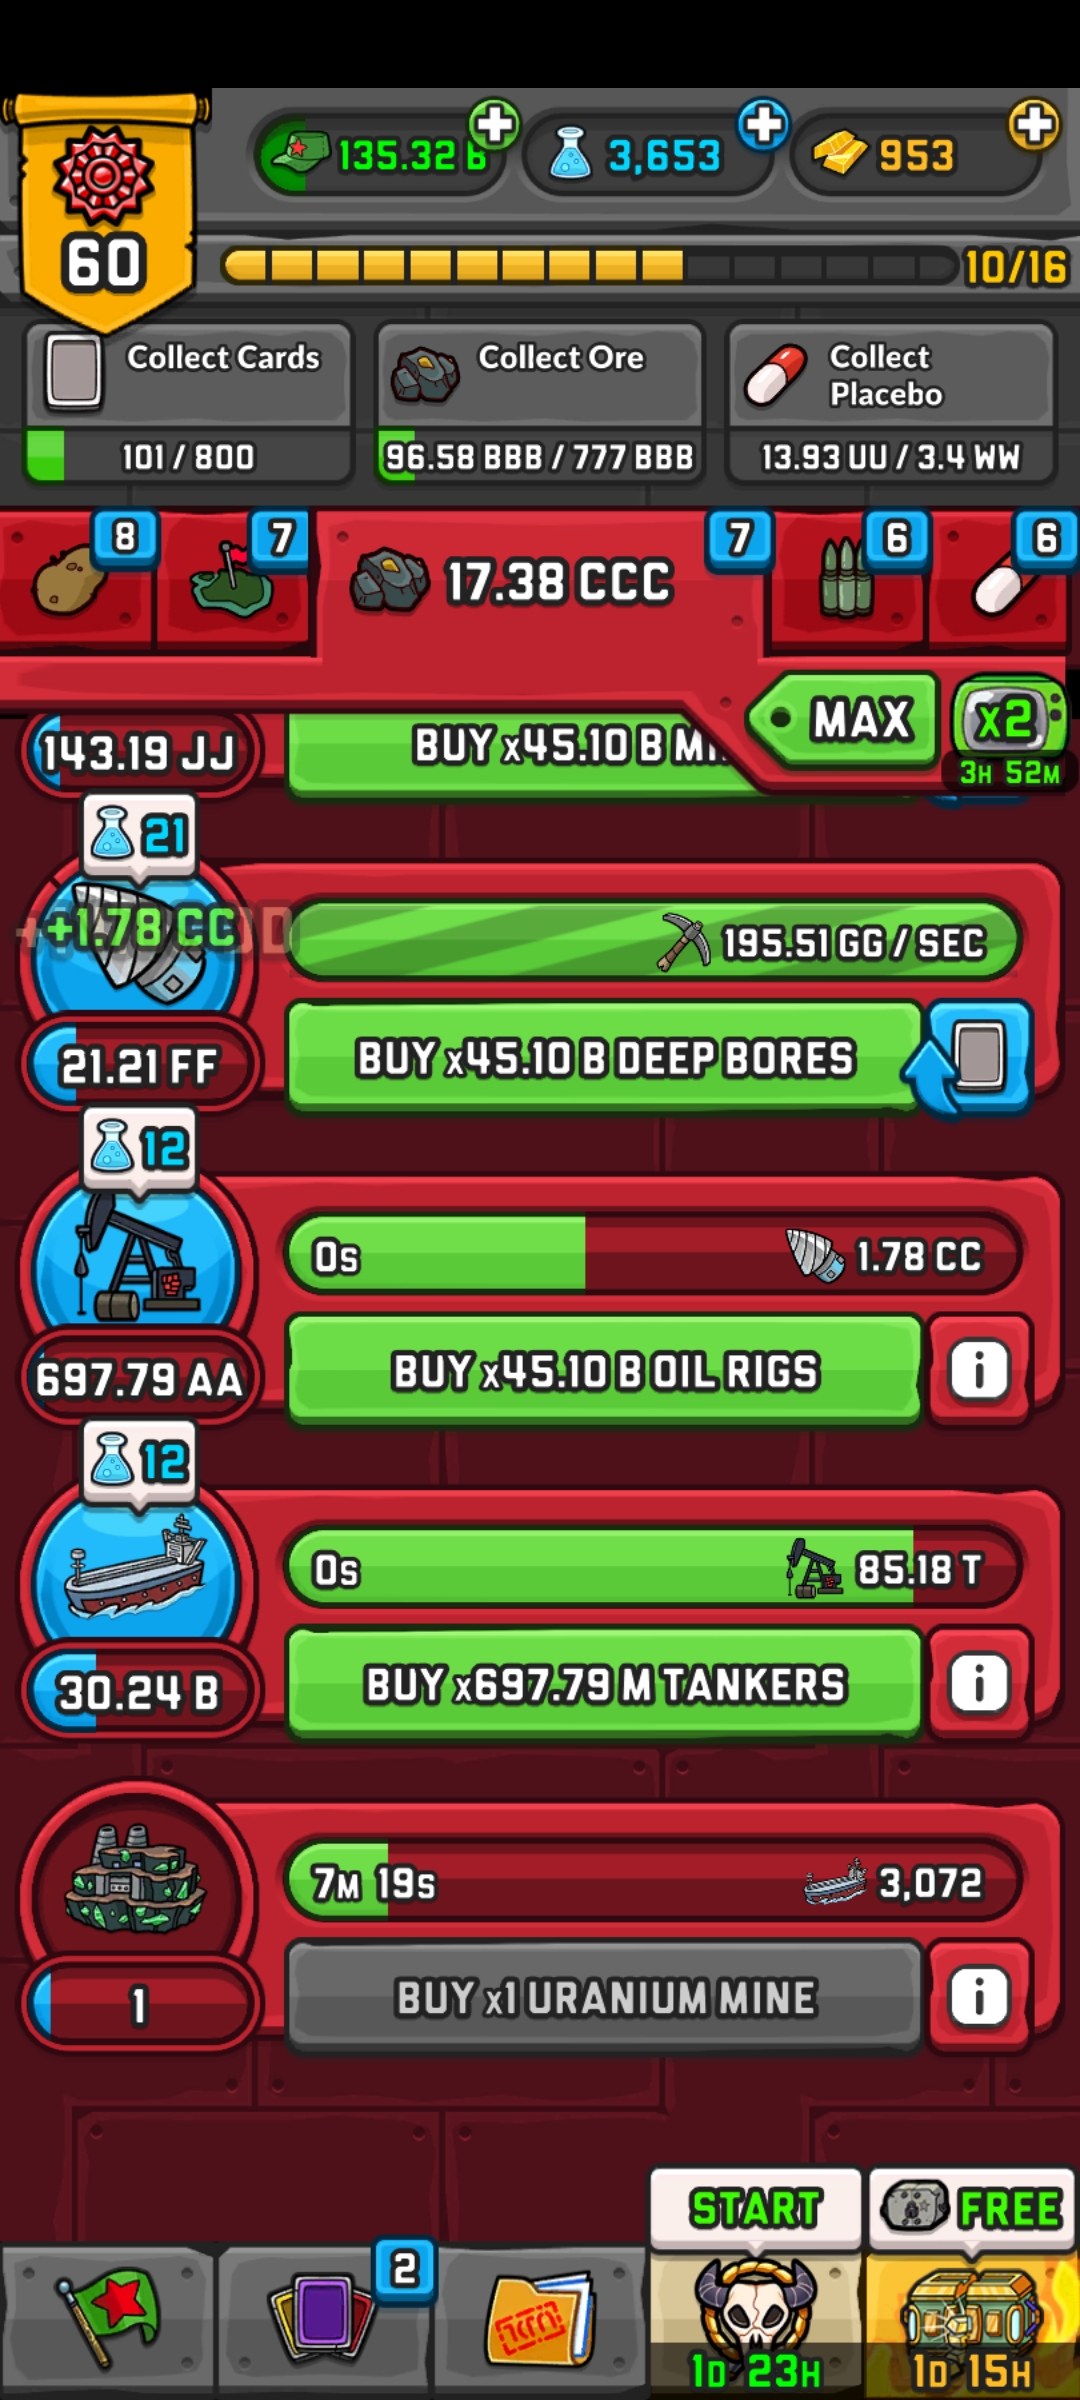 135.32 B
3,653
953
60
10/16
Collect Cards
101 / 800
Collect Ore
96.58 BBB / 777 BBB
Collect
Placebo
13.93 UU / 3.4 WW
8
7
17.38 CCC
7
6
6
MAX
x2
3H 52M
143.19 JJ
BUY x45.10 B
21
+1.78 CC
195.51 GG / SEC
21.21 FF
BUY x45.10 B DEEP BORES
12
0s
1.78 CC
697.79 AA
BUY x45.10 B OIL RIGS
i
12
0s
85.18 T
30.24 B
BUY x697.79 M TANKERS
i
7M 19s
3,072
1
BUY x1 URANIUM MINE
i
START
FREE
2
1D 23H
1D 15H